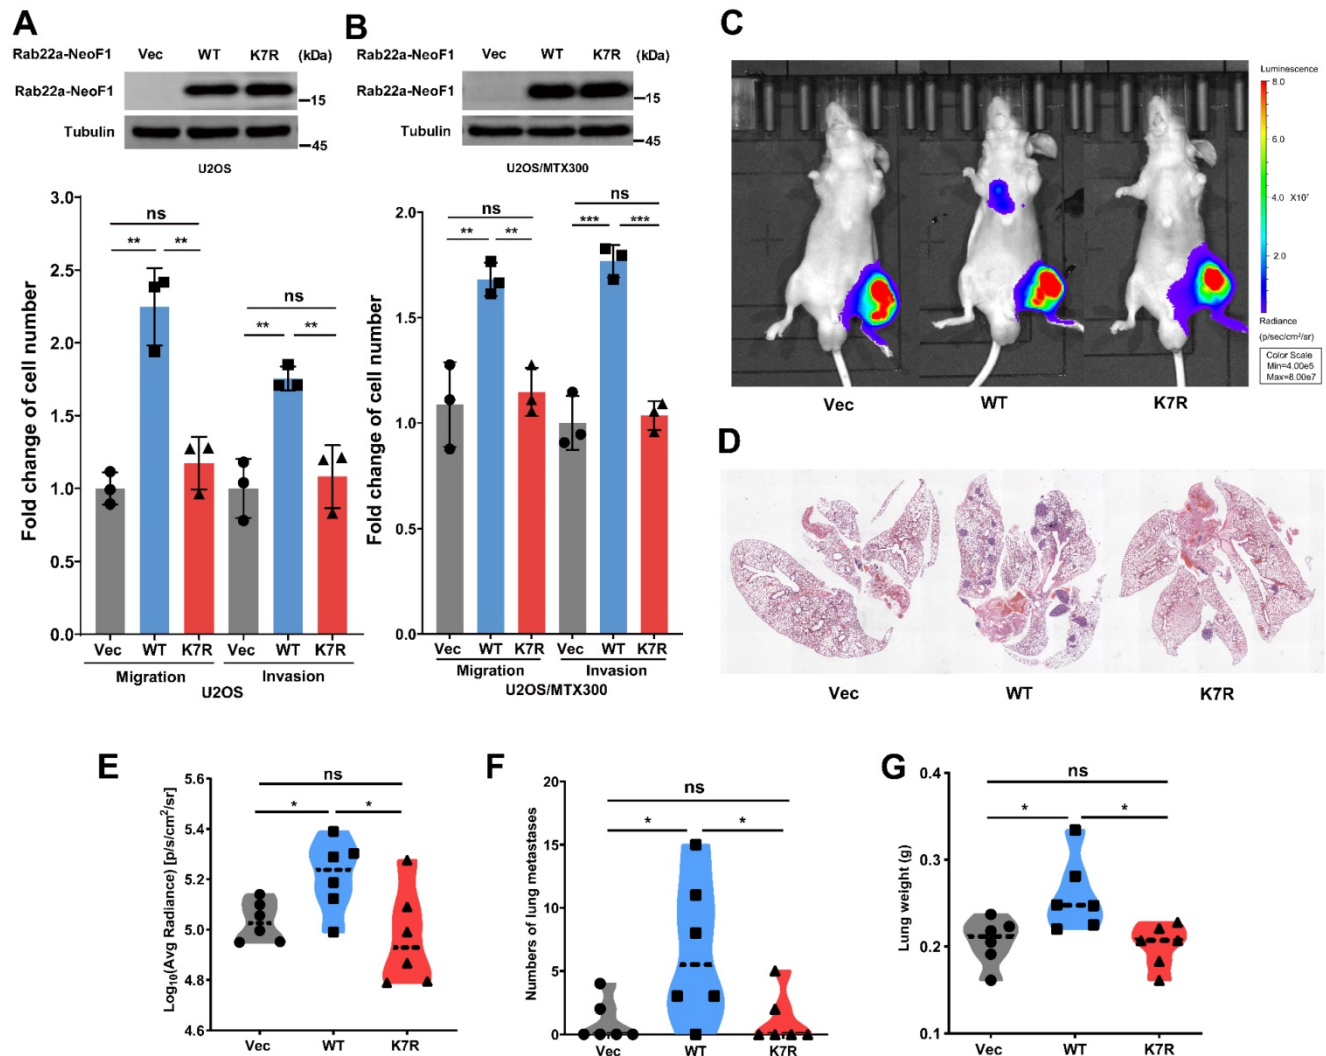 A
Rab22a-NeoF1 Vec WT K7R (kDa)
Rab22a-NeoF1
15
Tubulin
45
U2OS
3.0
2.5
2.0
1.5
1.0
0.5
0.0
Fold change of cell number
ns
** **
ns
** **
Vec WT K7R Vec WT K7R
Migration Invasion
U2OS
B
Rab22a-NeoF1 Vec WT K7R (kDa)
Rab22a-NeoF1
15
Tubulin
45
U2OS/MTX300
2.0
1.5
1.0
0.5
0.0
Fold change of cell number
ns
** **
ns
*** ***
Vec WT K7R Vec WT K7R
Migration Invasion
U2OS/MTX300
C
Luminescence
8.0
6.0
4.0 X10⁷
2.0
Radiance
(p/sec/cm²/sr)
Color Scale
Min=4.00e5
Max=8.00e7
Vec WT K7R
D
Vec WT K7R
E
Log₁₀(Avg Radiance) [p/s/cm²/sr]
5.6
5.4
5.2
5.0
4.8
4.6
ns
* *
Vec WT K7R
F
Numbers of lung metastases
20
15
10
5
0
ns
* *
Vec WT K7R
G
Lung weight (g)
0.4
0.3
0.2
0.1
ns
* *
Vec WT K7R